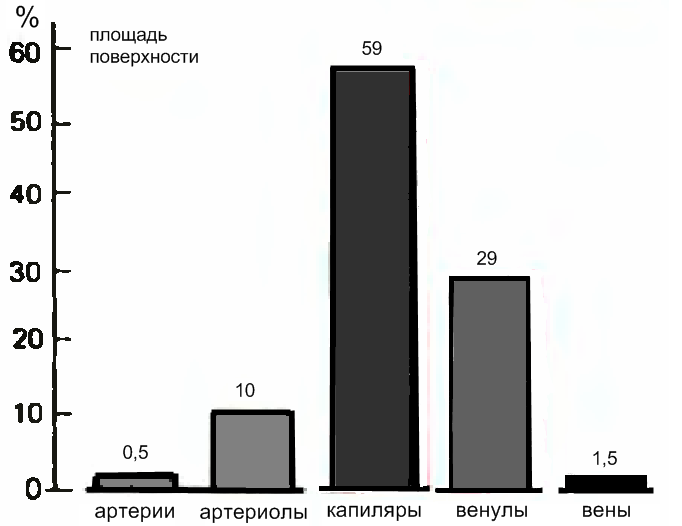 %
площадь
поверхности
60
50
40
30
20
10
0
0,5
10
59
29
1,5
артерии
артериолы
капиляры
венулы
вены